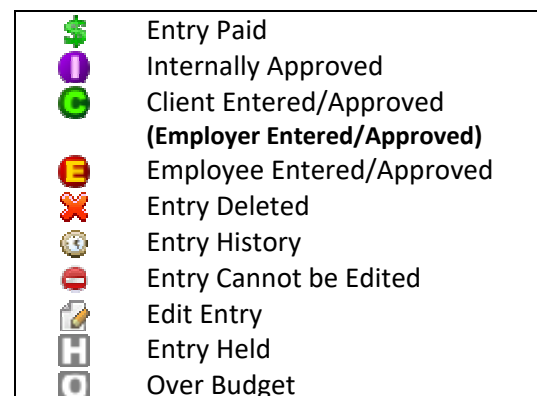 $ Entry Paid
I Internally Approved
C Client Entered/Approved
(Employer Entered/Approved)
E Employee Entered/Approved
Entry Deleted
Entry History
Entry Cannot be Edited
Edit Entry
H Entry Held
O Over Budget